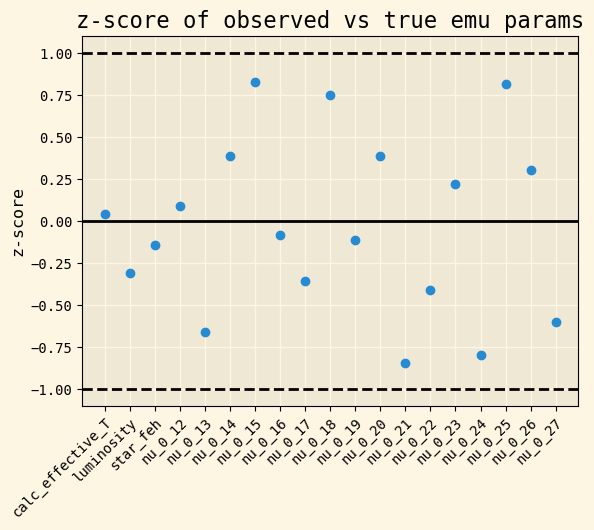 z-score of observed vs true emu params
z-score
1.00
0.75
0.50
0.25
0.00
−0.25
−0.50
−0.75
−1.00
calc_effective_T
luminosity
star_feh
nu_0_12
nu_0_13
nu_0_14
nu_0_15
nu_0_16
nu_0_17
nu_0_18
nu_0_19
nu_0_20
nu_0_21
nu_0_22
nu_0_23
nu_0_24
nu_0_25
nu_0_26
nu_0_27